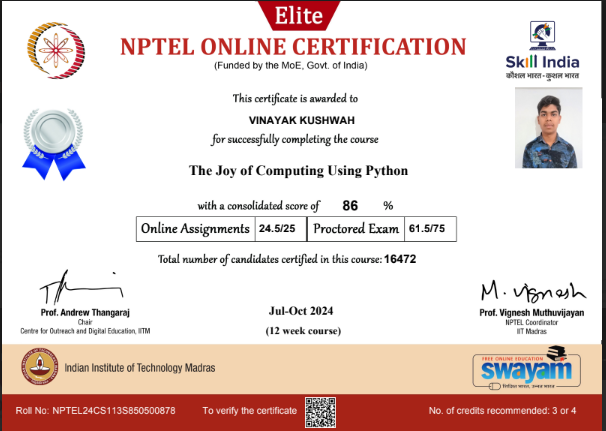 Elite
NPTEL ONLINE CERTIFICATION
(Funded by the MoE, Govt. of India)
Skill India
कौशल भारत - कुशल भारत
This certificate is awarded to
VINAYAK KUSHWAH
for successfully completing the course
The Joy of Computing Using Python
with a consolidated score of 86 %
Online Assignments 24.5/25 Proctored Exam 61.5/75
Total number of candidates certified in this course: 16472
M. Vignesh
Prof. Andrew Thangaraj
Chair
Centre for Outreach and Digital Education, IITM
Jul-Oct 2024
(12 week course)
Prof. Vignesh Muthuvijayan
NPTEL Coordinator
IIT Madras
Indian Institute of Technology Madras
FREE ONLINE EDUCATION
swayam
शिक्षित भारत, उन्नत भारत
Roll No: NPTEL24CS113S850500878
To verify the certificate
No. of credits recommended: 3 or 4